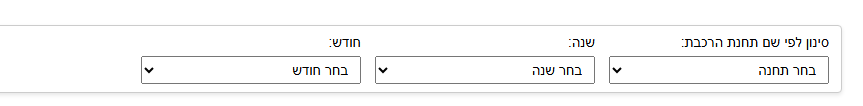 סינון לפי שם תחנת הרכבת: שנה: חודש:
בחר תחנה בחר שנה בחר חודש